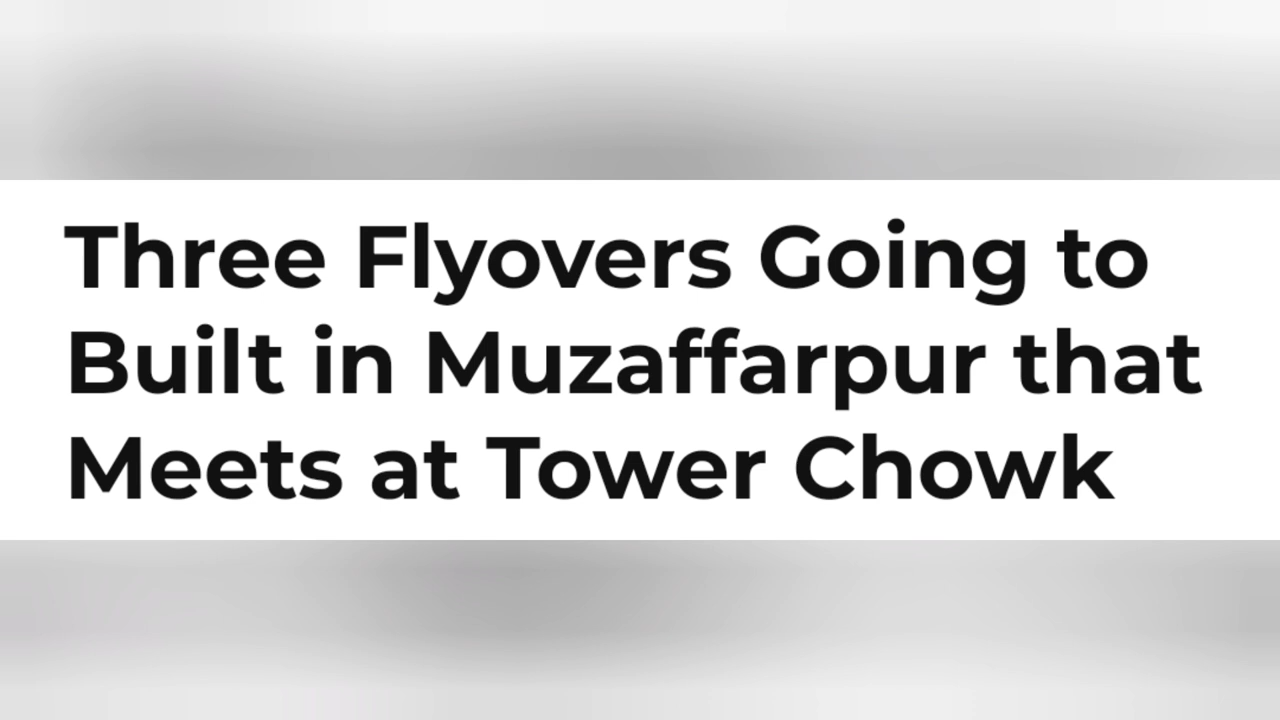 Three Flyovers Going to
Built in Muzaffarpur that
Meets at Tower Chowk